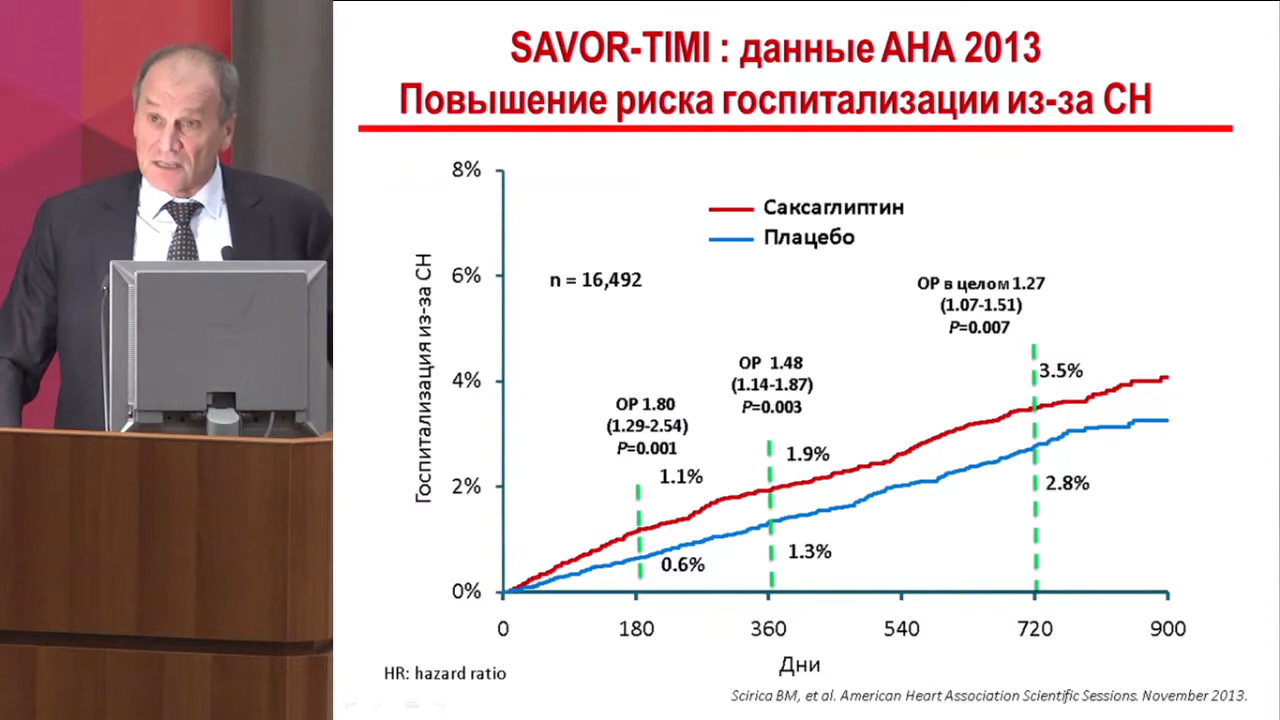 SAVOR-TIMI : данные AHA 2013
Повышение риска госпитализации из-за СН
8%
6%
4%
2%
0%
Госпитализация из-за СН
Саксаглиптин
Плацебо
n = 16,492
ОР 1.80
(1.29-2.54)
P=0.001
1.1%
0.6%
ОР 1.48
(1.14-1.87)
P=0.003
1.9%
1.3%
ОР в целом 1.27
(1.07-1.51)
P=0.007
3.5%
2.8%
0 180 360 540 720 900
Дни
HR: hazard ratio
Scirica BM, et al. American Heart Association Scientific Sessions. November 2013.